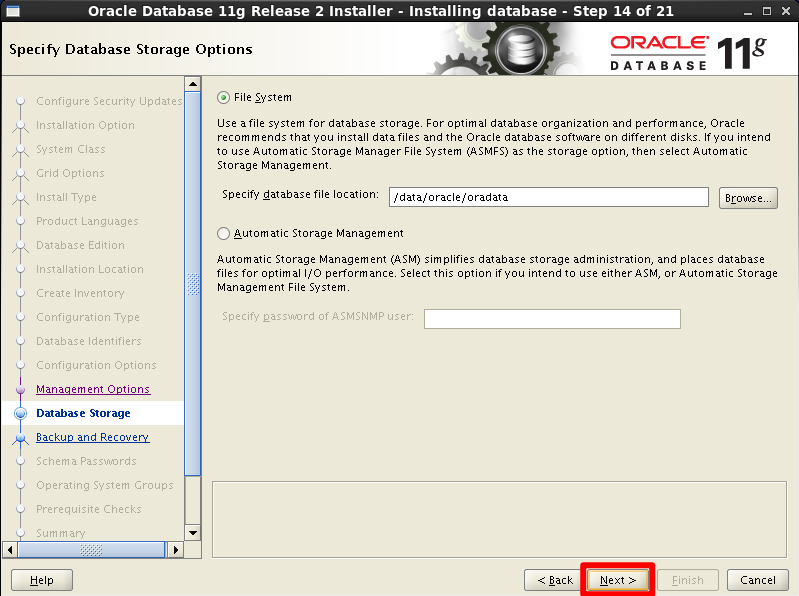 Oracle Database 11g Release 2 Installer - Installing database - Step 14 of 21
Specify Database Storage Options
ORACLE®
DATABASE 11g
Configure Security Updates
Installation Option
System Class
Grid Options
Install Type
Product Languages
Database Edition
Installation Location
Create Inventory
Configuration Type
Database Identifiers
Configuration Options
Management Options
Database Storage
Backup and Recovery
Schema Passwords
Operating System Groups
Prerequisite Checks
Summary
File System
Use a file system for database storage. For optimal database organization and performance, Oracle
recommends that you install data files and the Oracle database software on different disks. If you intend
to use Automatic Storage Manager File System (ASMFS) as the storage option, then select Automatic
Storage Management.
Specify database file location: /data/oracle/oradata Browse...
Automatic Storage Management
Automatic Storage Management (ASM) simplifies database storage administration, and places database
files for optimal I/O performance. Select this option if you intend to use either ASM, or Automatic Storage
Management File System.
Specify password of ASMSNMP user:
Help < Back Next > Finish Cancel